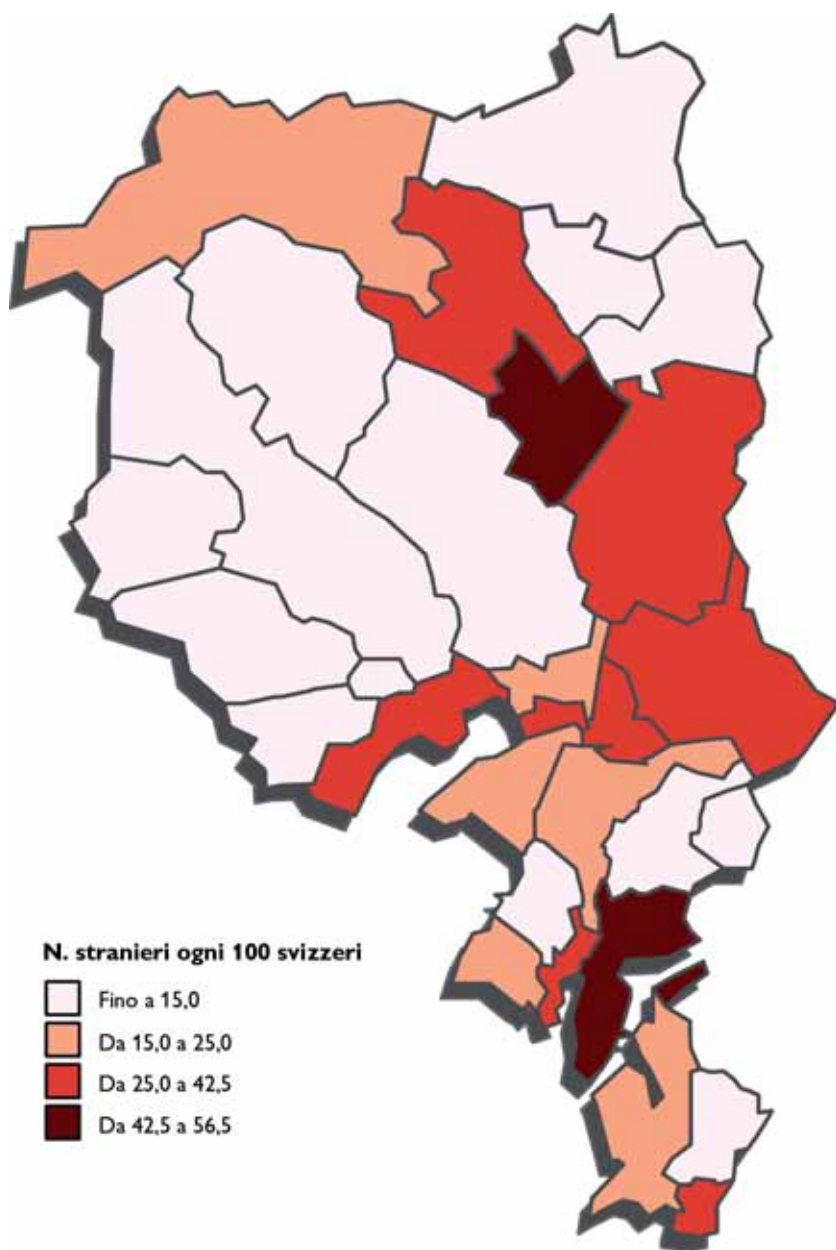 N. stranieri ogni 100 svizzeri
Fino a 15,0
Da 15,0 a 25,0
Da 25,0 a 42,5
Da 42,5 a 56,5